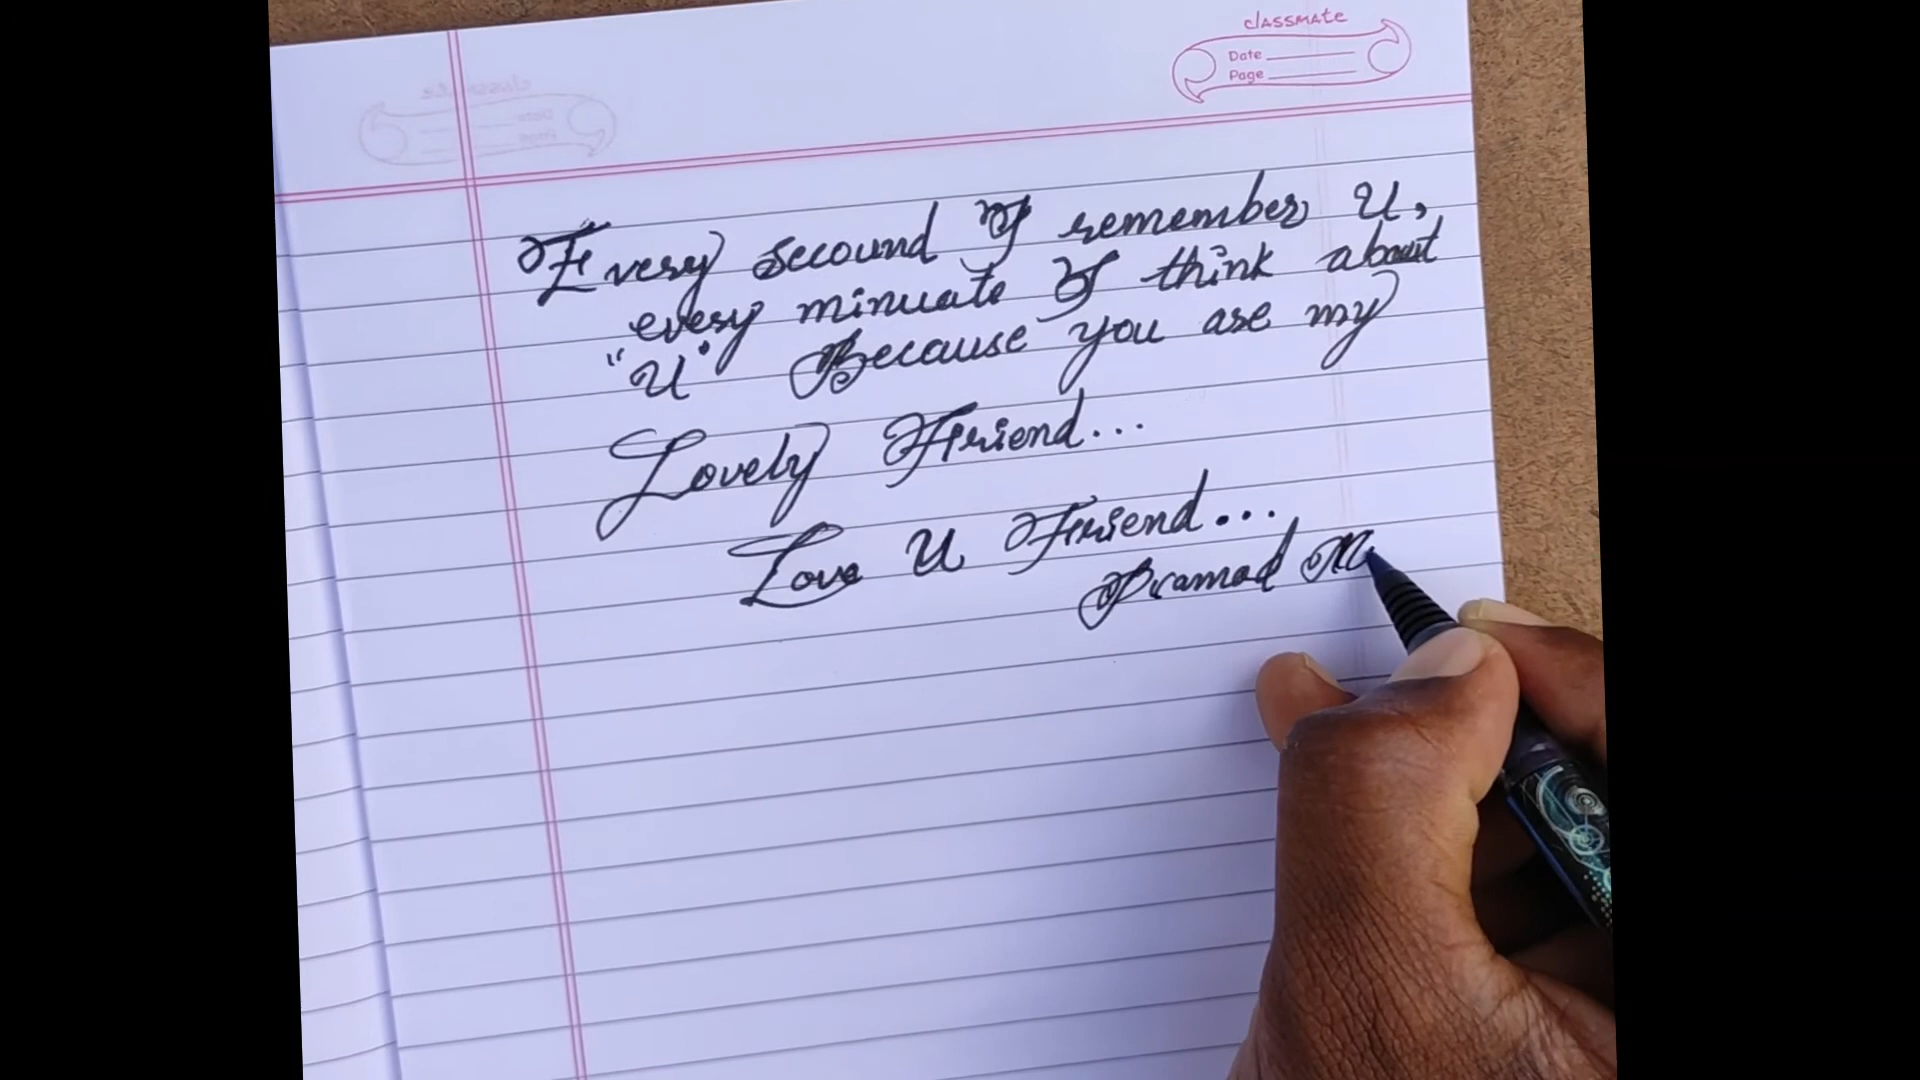 classmate
Date
Page
Every secound I remember U,
every minuate I think about
"U" Because you are my
Lovely Friend...
Love U Friend...
Pramod